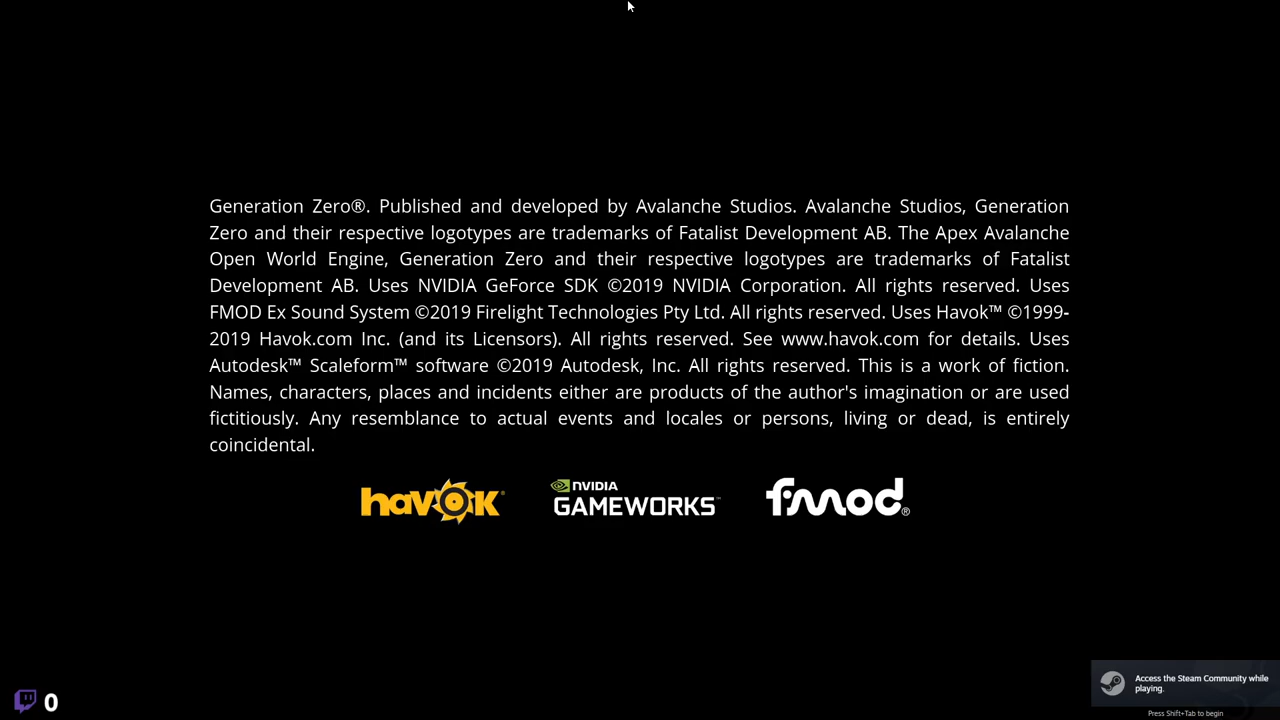 Generation Zero®. Published and developed by Avalanche Studios. Avalanche Studios, Generation
Zero and their respective logotypes are trademarks of Fatalist Development AB. The Apex Avalanche
Open World Engine, Generation Zero and their respective logotypes are trademarks of Fatalist
Development AB. Uses NVIDIA GeForce SDK ©2019 NVIDIA Corporation. All rights reserved. Uses
FMOD Ex Sound System ©2019 Firelight Technologies Pty Ltd. All rights reserved. Uses Havok™ ©1999-
2019 Havok.com Inc. (and its Licensors). All rights reserved. See www.havok.com for details. Uses
Autodesk™ Scaleform™ software ©2019 Autodesk, Inc. All rights reserved. This is a work of fiction.
Names, characters, places and incidents either are products of the author's imagination or are used
fictitiously. Any resemblance to actual events and locales or persons, living or dead, is entirely
coincidental.
havok®
NVIDIA
GAMEWORKS™
fmod®
Access the Steam Community while
playing.
Press Shift+Tab to begin
0